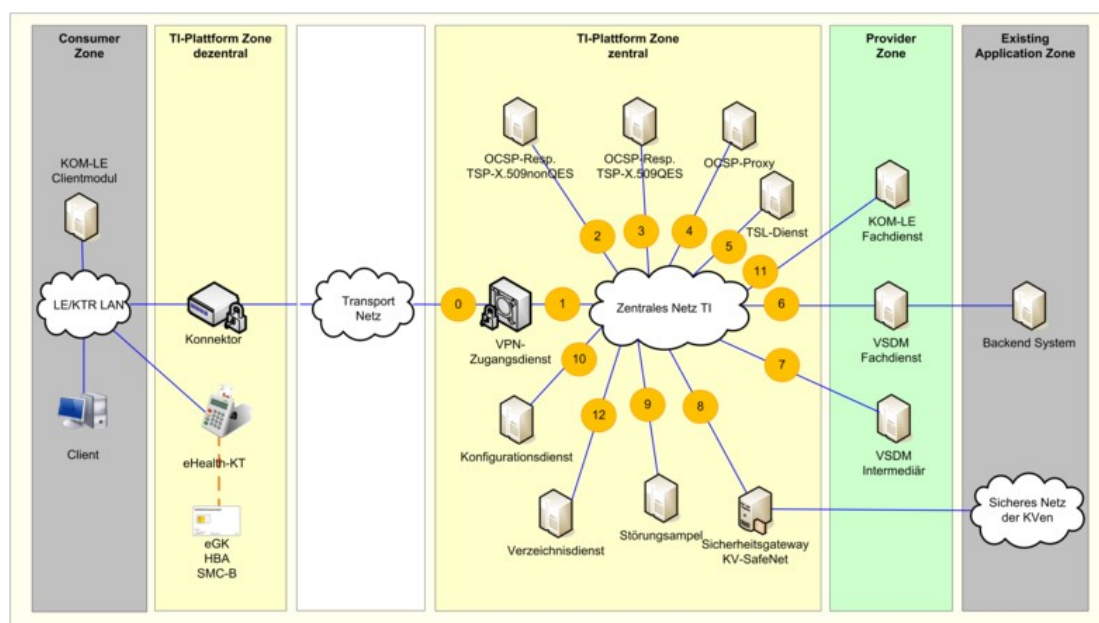 Consumer
Zone
TI-Plattform Zone
dezentral
TI-Plattform Zone
zentral
Provider
Zone
Existing
Application Zone
KOM-LE
Clientmodul
LE/KTR LAN
Client
Konnektor
eHealth-KT
eGK
HBA
SMC-B
Transport
Netz
0
VPN-
Zugangsdienst
1
OCSP-Resp.
TSP-X.509nonQES
OCSP-Resp.
TSP-X.509QES
OCSP-Proxy
TSL-Dienst
2
3
4
5
11
Zentrales Netz TI
6
7
8
9
10
12
Konfigurationsdienst
Verzeichnisdienst
Störungsampel
Sicherheitsgateway
KV-SafeNet
KOM-LE
Fachdienst
VSDM
Fachdienst
VSDM
Intermediär
Backend System
Sicheres Netz
der KVen